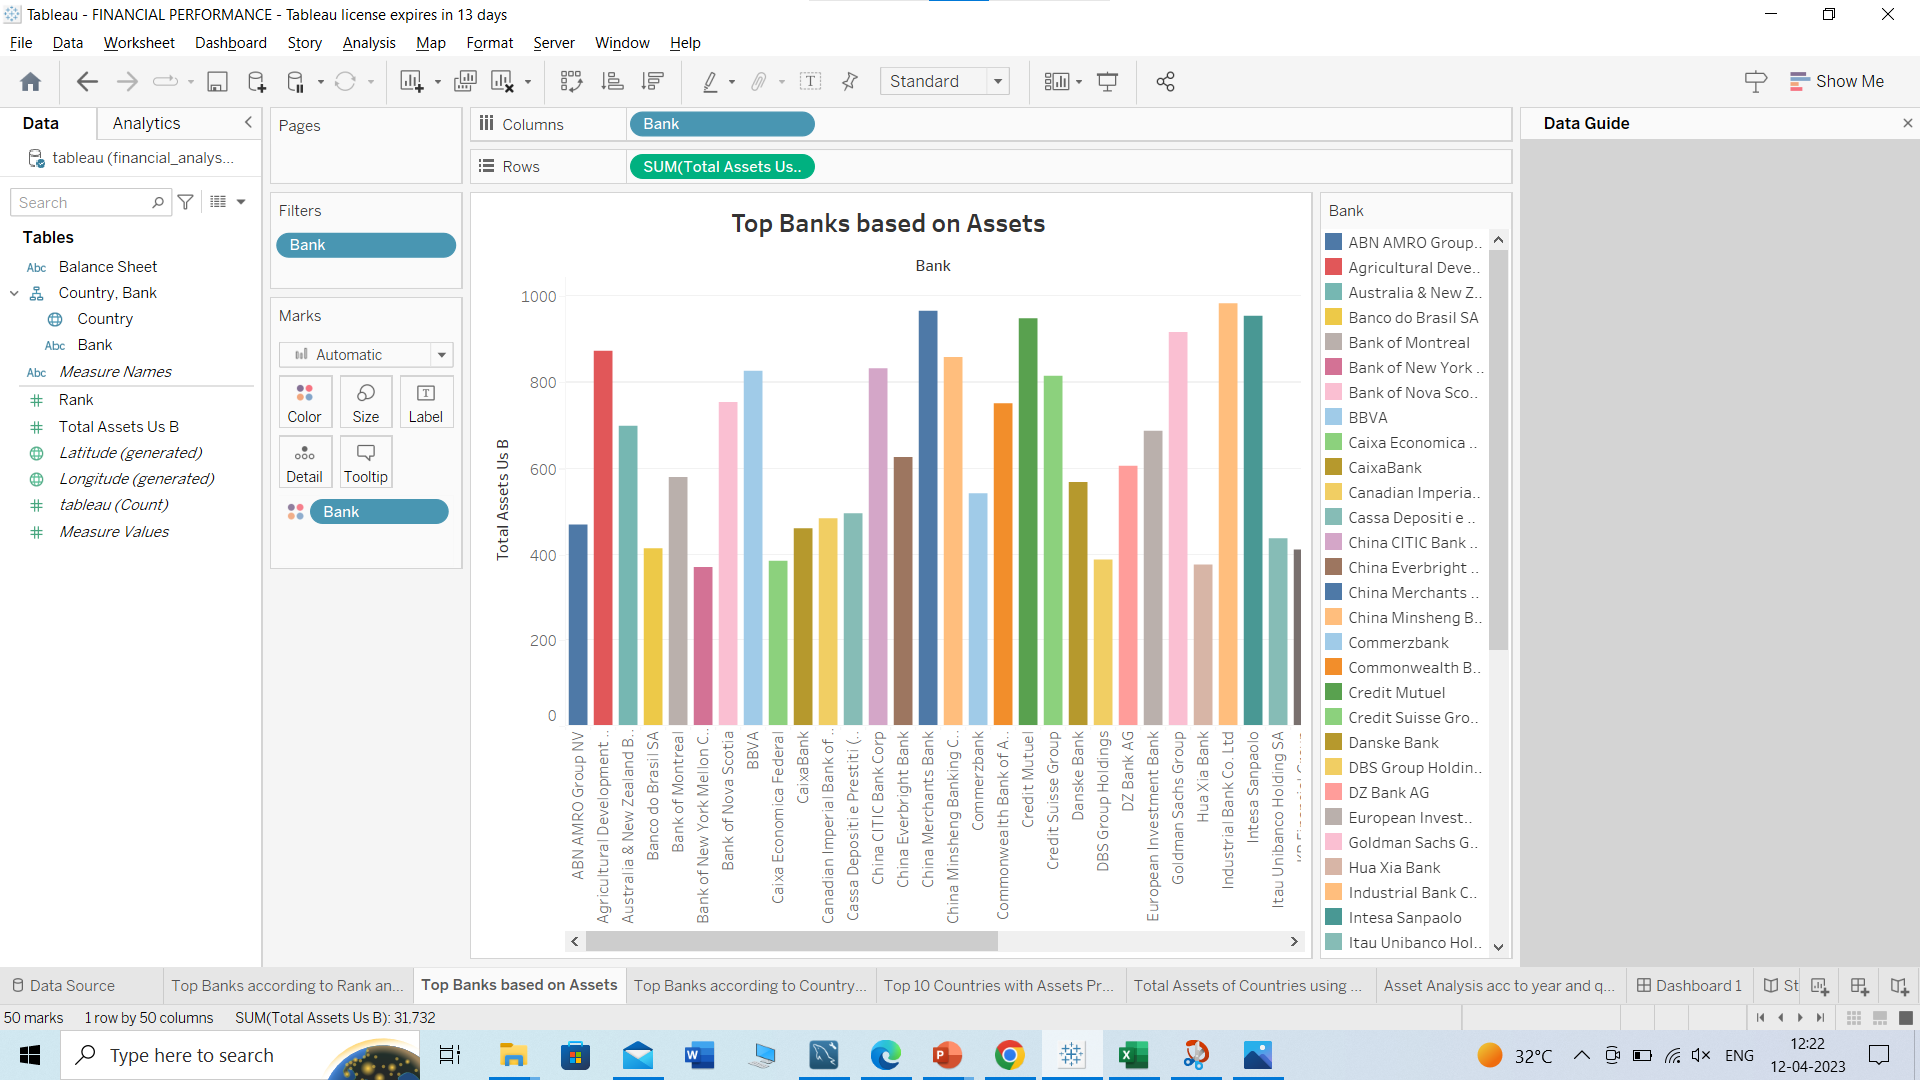 Tableau - FINANCIAL PERFORMANCE - Tableau license expires in 13 days
File Data Worksheet Dashboard Story Analysis Map Format Server Window Help
Standard
Show Me
Data Analytics
tableau (financial_analys...
Search
Tables
Abc Balance Sheet
Country, Bank
Country
Abc Bank
Abc Measure Names
Rank
Total Assets Us B
Latitude (generated)
Longitude (generated)
tableau (Count)
Measure Values
Pages
Filters
Bank
Marks
Automatic
Color Size Label
Detail Tooltip
Bank
Columns Bank
Rows SUM(Total Assets Us..
Top Banks based on Assets
Bank
Total Assets Us B
1000
800
600
400
200
0
ABN AMRO Group NV
Agricultural Development ..
Australia & New Zealand B..
Banco do Brasil SA
Bank of Montreal
Bank of New York Mellon C..
Bank of Nova Scotia
BBVA
Caixa Economica Federal
CaixaBank
Canadian Imperial Bank of ..
Cassa Depositi e Prestiti (..
China CITIC Bank Corp
China Everbright Bank
China Merchants Bank
China Minsheng Banking C..
Commerzbank
Commonwealth Bank of A..
Credit Mutuel
Credit Suisse Group
Danske Bank
DBS Group Holdings
DZ Bank AG
European Investment Bank
Goldman Sachs Group
Hua Xia Bank
Industrial Bank Co. Ltd
Intesa Sanpaolo
Itau Unibanco Holding SA
Bank
ABN AMRO Group..
Agricultural Deve..
Australia & New Z..
Banco do Brasil SA
Bank of Montreal
Bank of New York ..
Bank of Nova Sco..
BBVA
Caixa Economica ..
CaixaBank
Canadian Imperia..
Cassa Depositi e ..
China CITIC Bank ..
China Everbright ..
China Merchants ..
China Minsheng B..
Commerzbank
Commonwealth B..
Credit Mutuel
Credit Suisse Gro..
Danske Bank
DBS Group Holdin..
DZ Bank AG
European Invest..
Goldman Sachs G..
Hua Xia Bank
Industrial Bank C..
Intesa Sanpaolo
Itau Unibanco Hol..
Data Guide
Data Source Top Banks according to Rank an... Top Banks based on Assets Top Banks according to Country... Top 10 Countries with Assets Pr... Total Assets of Countries using ... Asset Analysis acc to year and q... Dashboard 1 St
50 marks 1 row by 50 columns SUM(Total Assets Us B): 31,732
Type here to search
32°C ENG
12:22
12-04-2023